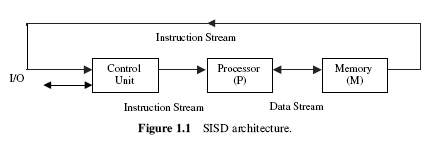 Instruction Stream
I/O
Control
Unit
Processor
(P)
Memory
(M)
Instruction Stream
Data Stream
Figure 1.1 SISD architecture.